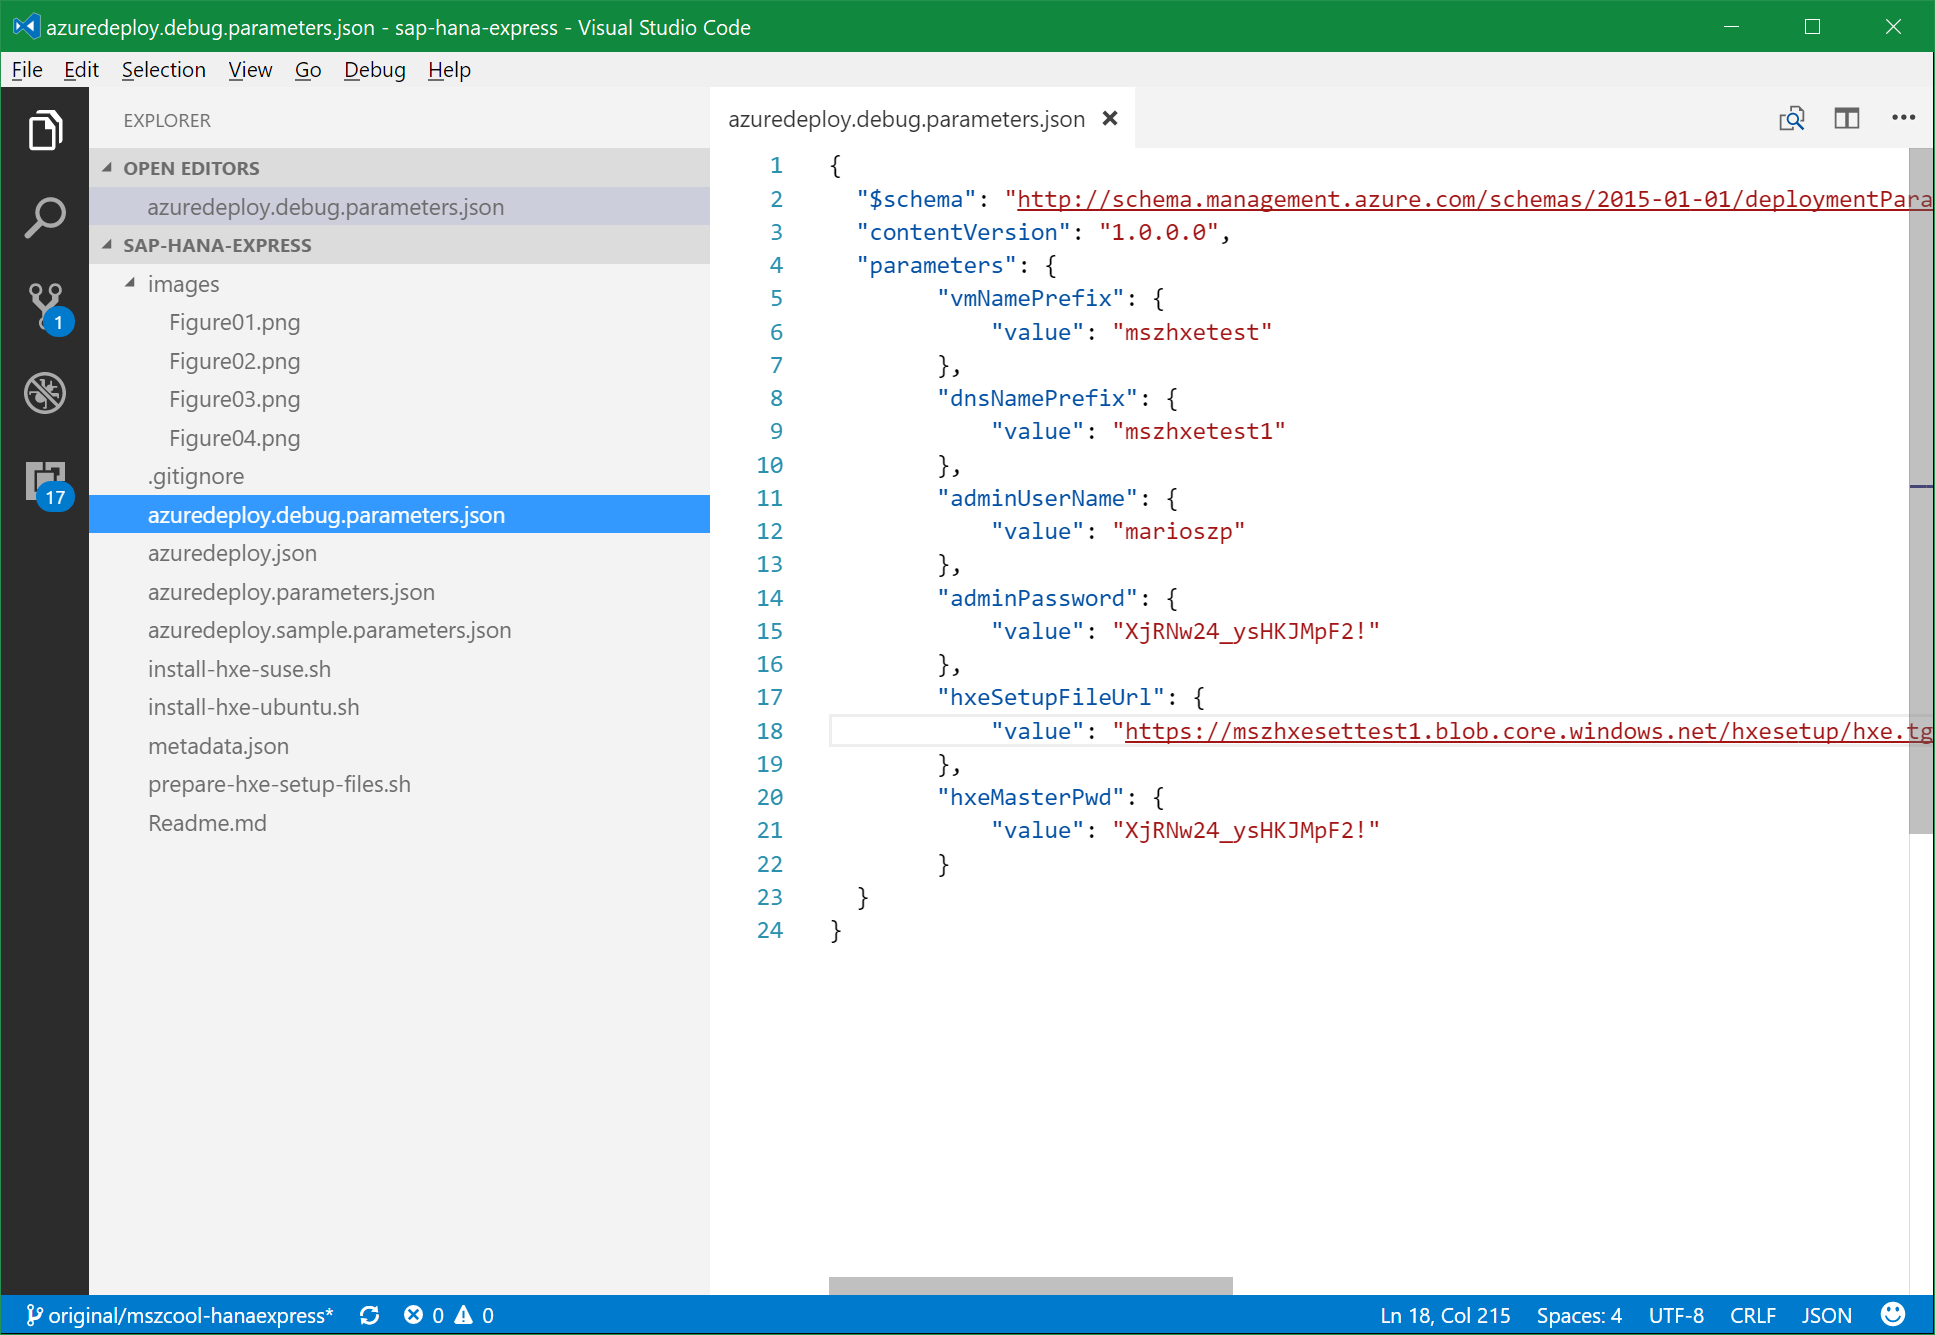 azuredeploy.debug.parameters.json - sap-hana-express - Visual Studio Code
File Edit Selection View Go Debug Help
EXPLORER
OPEN EDITORS
azuredeploy.debug.parameters.json
SAP-HANA-EXPRESS
images
Figure01.png
Figure02.png
Figure03.png
Figure04.png
.gitignore
azuredeploy.debug.parameters.json
azuredeploy.json
azuredeploy.parameters.json
azuredeploy.sample.parameters.json
install-hxe-suse.sh
install-hxe-ubuntu.sh
metadata.json
prepare-hxe-setup-files.sh
Readme.md
1
17
azuredeploy.debug.parameters.json
1 {
2 "$schema": "http://schema.management.azure.com/schemas/2015-01-01/deploymentPara
3 "contentVersion": "1.0.0.0",
4 "parameters": {
5 "vmNamePrefix": {
6 "value": "mszhxetest"
7 },
8 "dnsNamePrefix": {
9 "value": "mszhxetest1"
10 },
11 "adminUserName": {
12 "value": "marioszp"
13 },
14 "adminPassword": {
15 "value": "XjRNw24_ysHKJMpF2!"
16 },
17 "hxeSetupFileUrl": {
18 "value": "https://mszhxesettest1.blob.core.windows.net/hxesetup/hxe.tg
19 },
20 "hxeMasterPwd": {
21 "value": "XjRNw24_ysHKJMpF2!"
22 }
23 }
24 }
original/mszcool-hanaexpress* 0 0 Ln 18, Col 215 Spaces: 4 UTF-8 CRLF JSON